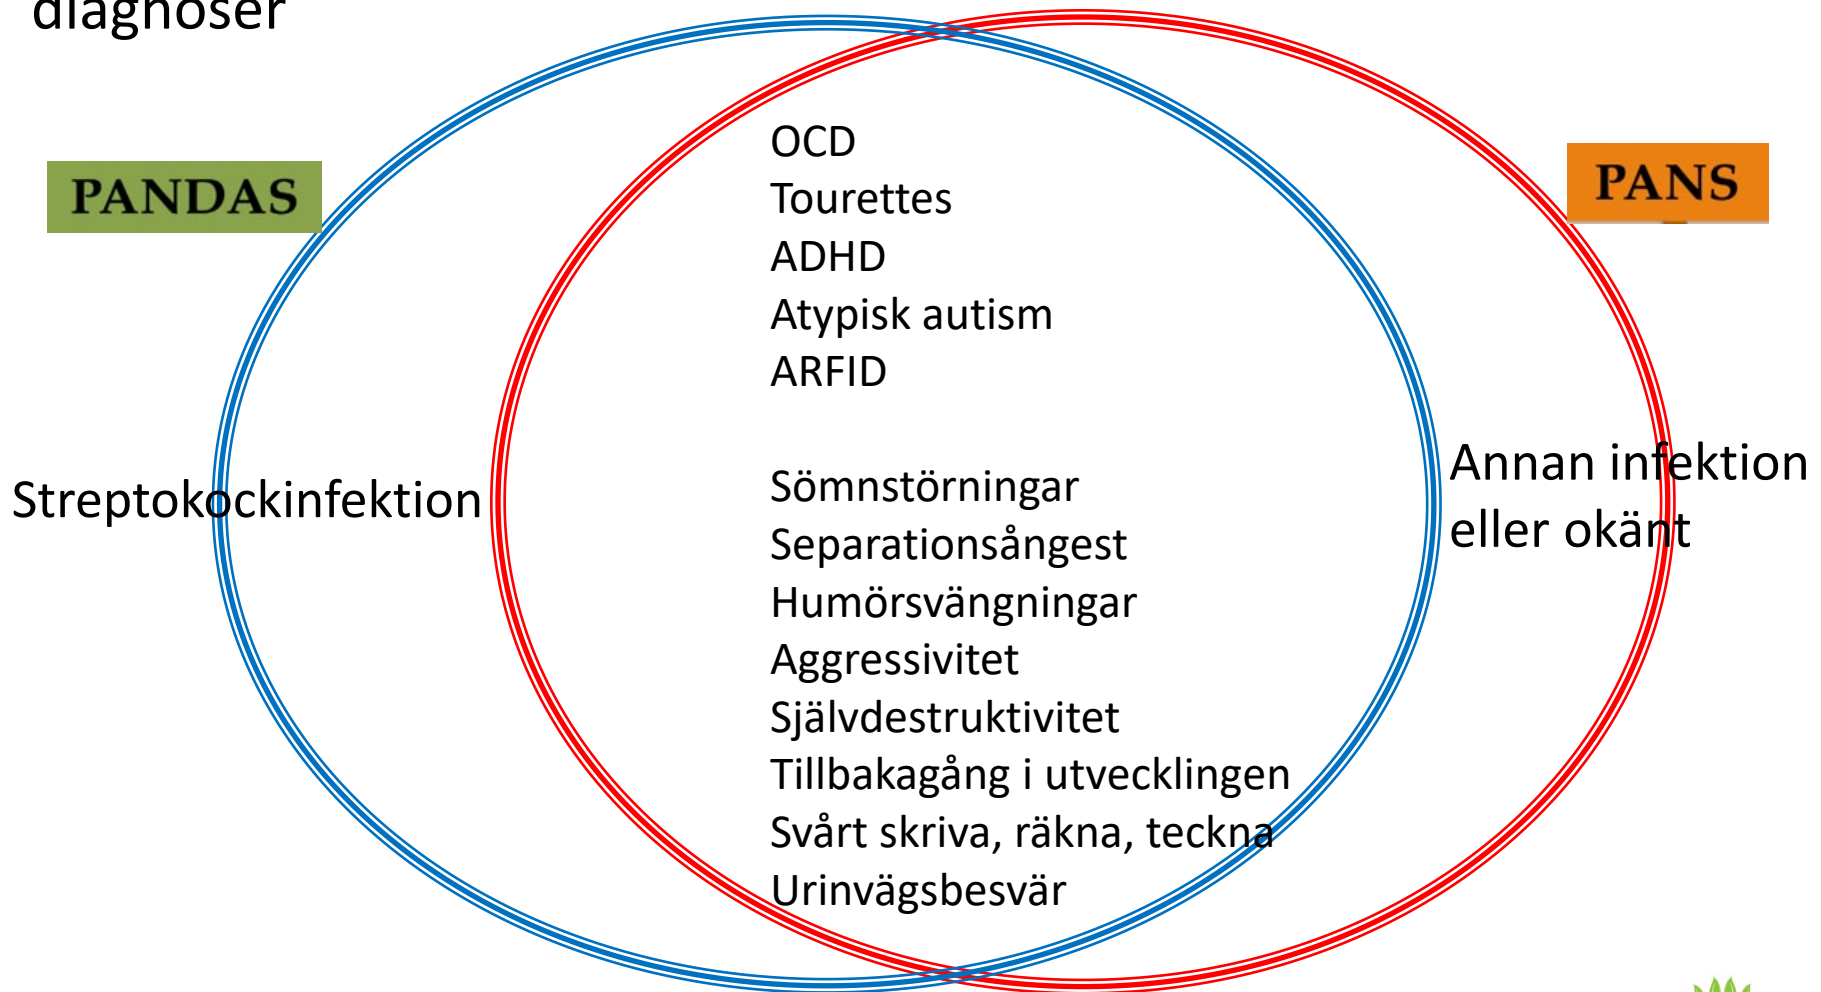 diagnoser
PANDAS
PANS
OCD
Tourettes
ADHD
Atypisk autism
ARFID
Streptokockinfektion
Annan infektion
eller okänt
Sömnstörningar
Separationsångest
Humörsvängningar
Aggressivitet
Självdestruktivitet
Tillbakagång i utvecklingen
Svårt skriva, räkna, teckna
Urinvägsbesvär